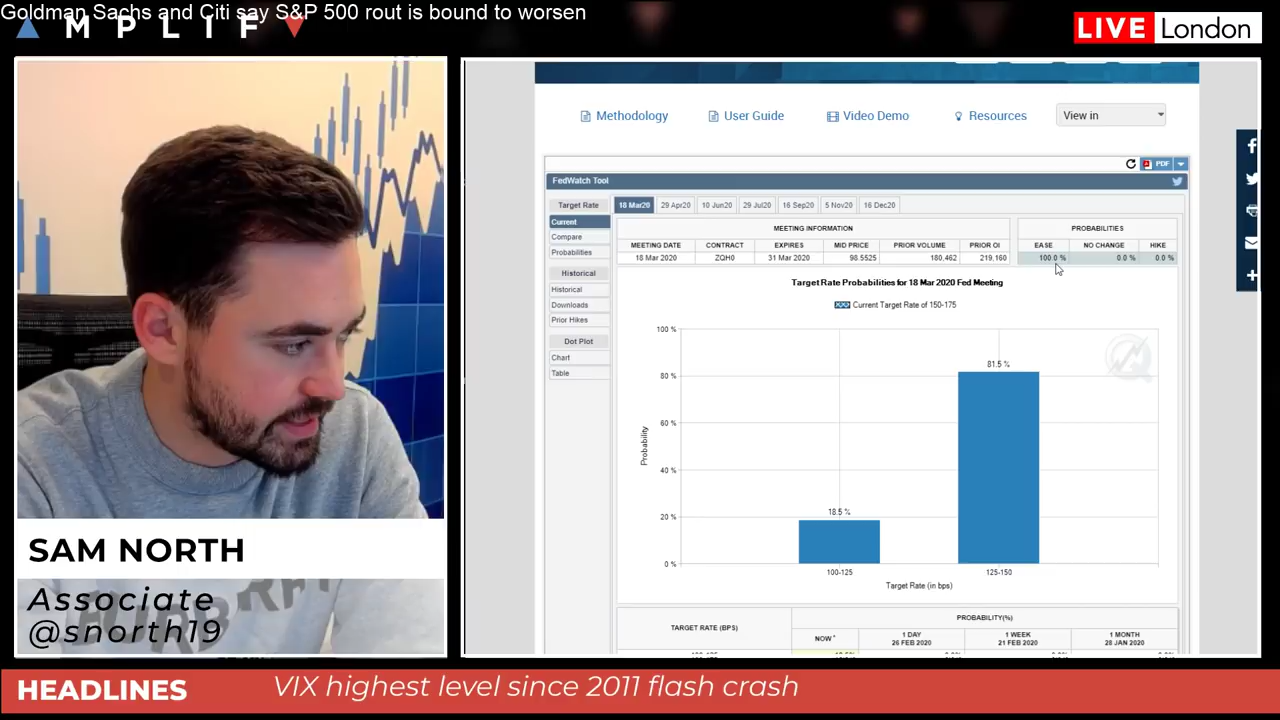 Goldman Sachs and Citi say S&P 500 rout is bound to worsen
MPLIF
LIVE London
Methodology
User Guide
Video Demo
Resources
View in
PDF
FedWatch Tool
Target Rate
Current
Compare
Probabilities
Historical
Historical
Downloads
Prior Hikes
Dot Plot
Chart
Table
18 Mar20 29 Apr20 10 Jun20 29 Jul20 16 Sep20 5 Nov20 16 Dec20
MEETING INFORMATION
MEETING DATE CONTRACT EXPIRES MID PRICE PRIOR VOLUME PRIOR OI
18 Mar 2020 ZQH0 31 Mar 2020 98.5525 180,462 219,160
PROBABILITIES
EASE NO CHANGE HIKE
100.0 % 0.0 % 0.0 %
Target Rate Probabilities for 18 Mar 2020 Fed Meeting
Current Target Rate of 150-175
100 %
80 %
60 %
40 %
20 %
0 %
Probability
81.5 %
18.5 %
100-125 125-150
Target Rate (in bps)
TARGET RATE (BPS)
PROBABILITY(%)
NOW *
1 DAY
26 FEB 2020
1 WEEK
21 FEB 2020
1 MONTH
28 JAN 2020
SAM NORTH
Associate
@snorth19
HEADLINES
VIX highest level since 2011 flash crash